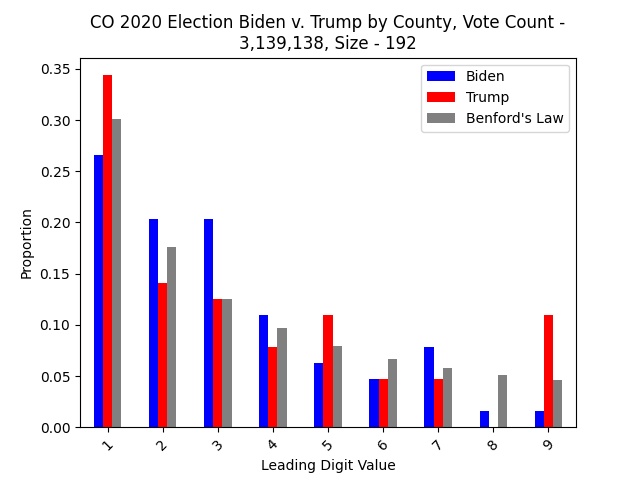 CO 2020 Election Biden v. Trump by County, Vote Count -
3,139,138, Size - 192
Biden
Trump
Benford's Law
Proportion
0.35
0.30
0.25
0.20
0.15
0.10
0.05
0.00
1
2
3
4
5
6
7
8
9
Leading Digit Value